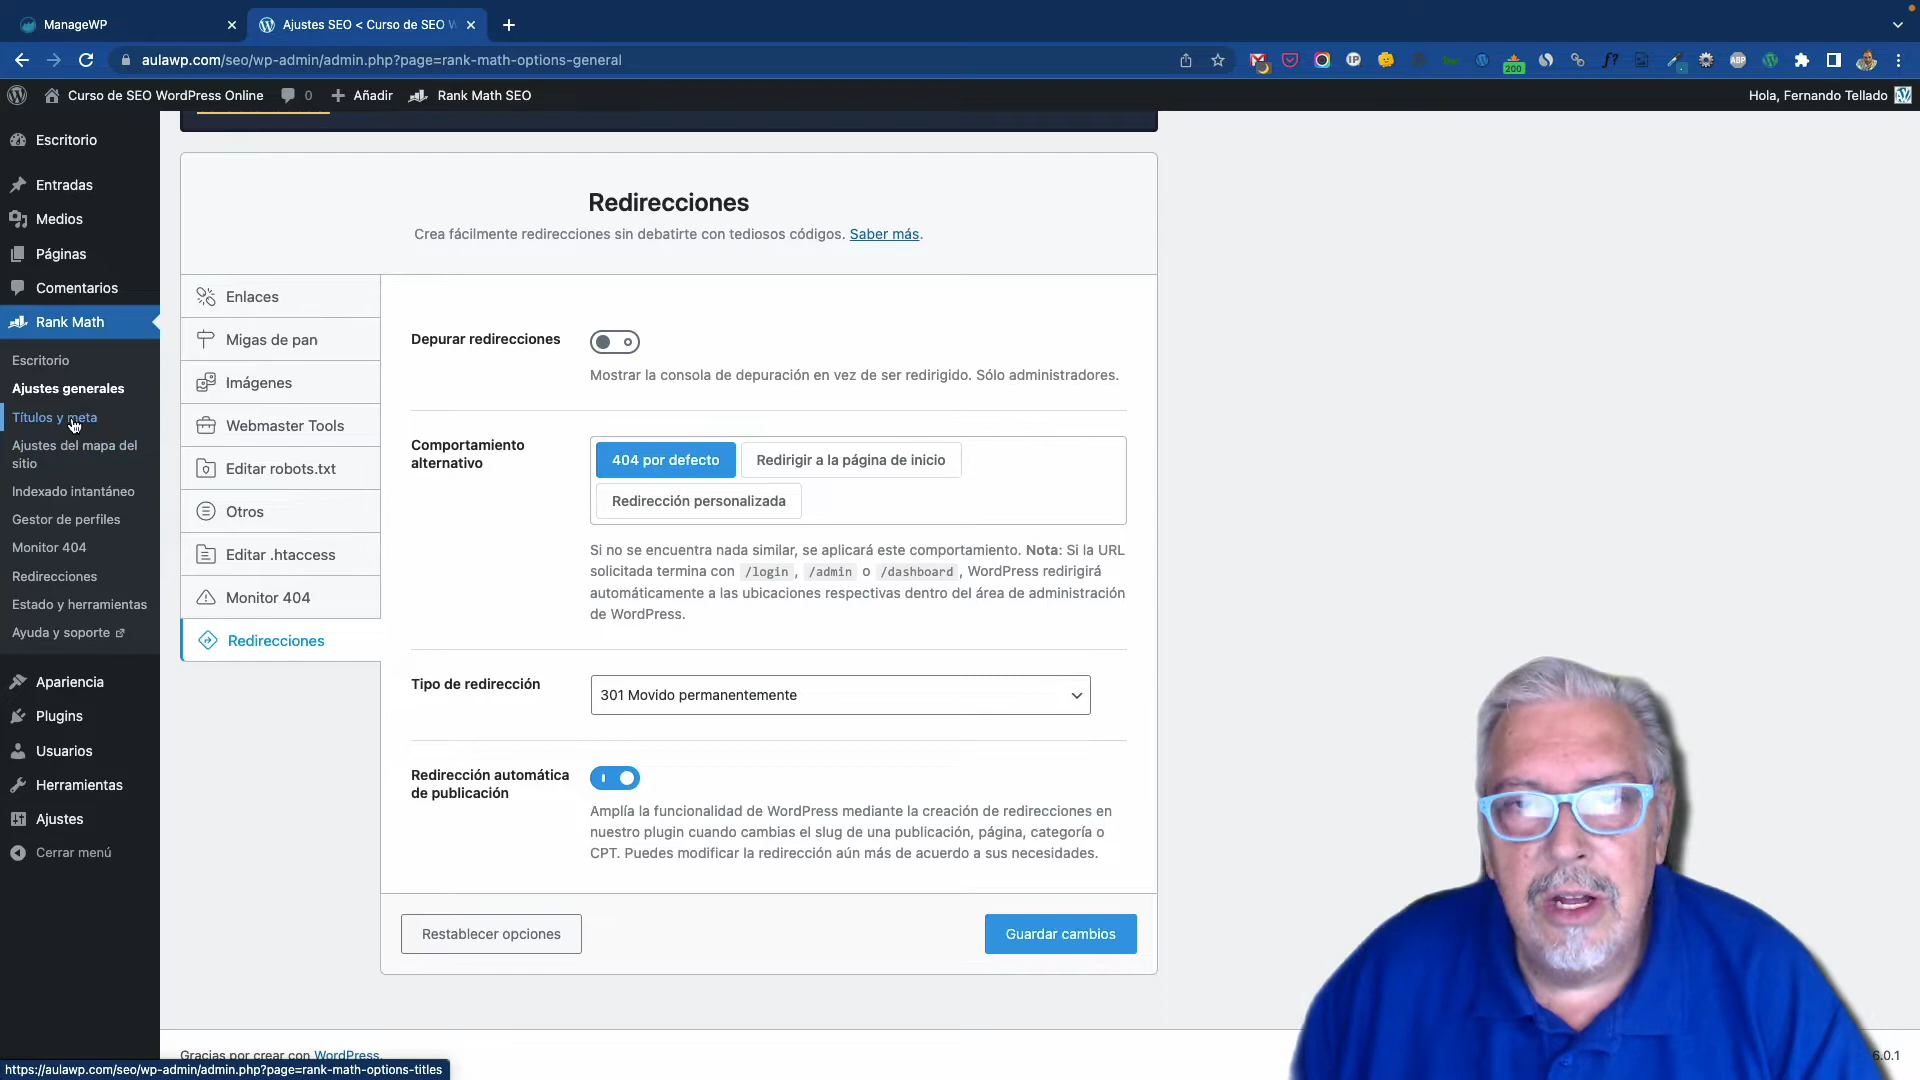 ManageWP
Ajustes SEO < Curso de SEO W
aulawp.com/seo/wp-admin/admin.php?page=rank-math-options-general
200
ABP
Curso de SEO WordPress Online
0
Añadir
Rank Math SEO
Hola, Fernando Tellado
Escritorio
Entradas
Medios
Páginas
Comentarios
Rank Math
Escritorio
Ajustes generales
Títulos y meta
Ajustes del mapa del
sitio
Indexado intantáneo
Gestor de perfiles
Monitor 404
Redirecciones
Estado y herramientas
Ayuda y soporte
Apariencia
Plugins
Usuarios
Herramientas
Ajustes
Cerrar menú
Redirecciones
Crea fácilmente redirecciones sin debatirte con tediosos códigos. Saber más.
Enlaces
Migas de pan
Imágenes
Webmaster Tools
Editar robots.txt
Otros
Editar .htaccess
Monitor 404
Redirecciones
Depurar redirecciones
Mostrar la consola de depuración en vez de ser redirigido. Sólo administradores.
Comportamiento
alternativo
404 por defecto
Redirigir a la página de inicio
Redirección personalizada
Si no se encuentra nada similar, se aplicará este comportamiento. Nota: Si la URL
solicitada termina con /login, /admin o /dashboard, WordPress redirigirá
automáticamente a las ubicaciones respectivas dentro del área de administración
de WordPress.
Tipo de redirección
301 Movido permanentemente
Redirección automática
de publicación
Amplía la funcionalidad de WordPress mediante la creación de redirecciones en
nuestro plugin cuando cambias el slug de una publicación, página, categoría o
CPT. Puedes modificar la redirección aún más de acuerdo a sus necesidades.
Restablecer opciones
Guardar cambios
Gracias por crear con WordPress.
6.0.1
https://aulawp.com/seo/wp-admin/admin.php?page=rank-math-options-titles